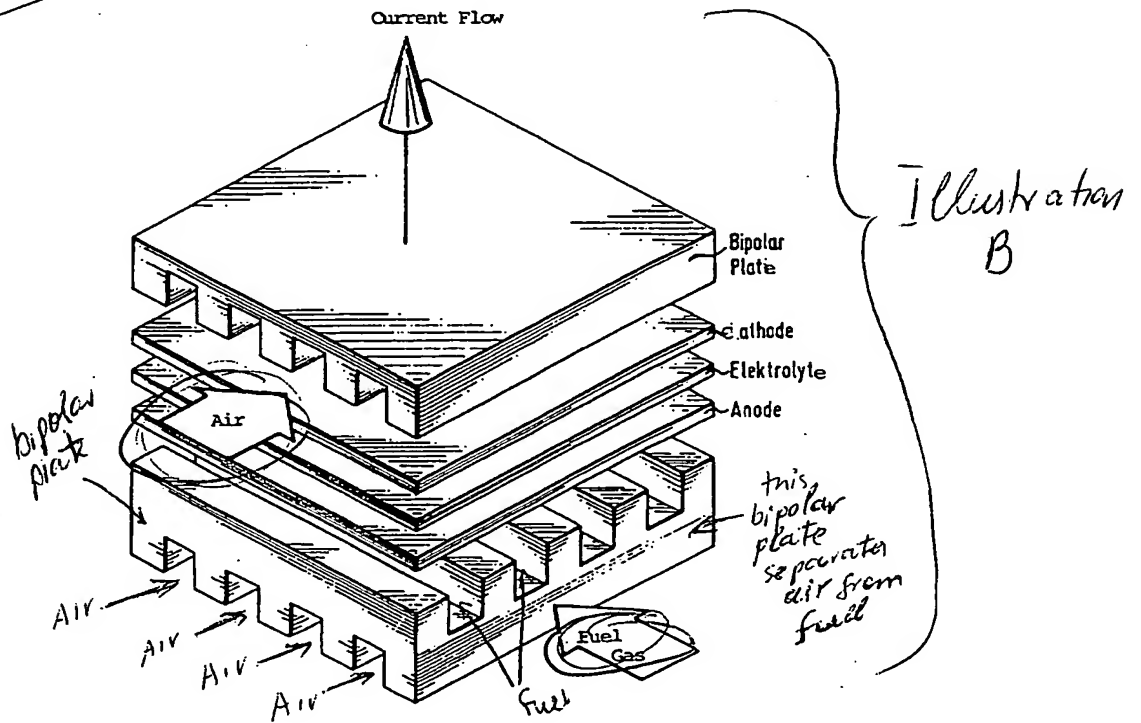 Current Flow
Illustration
B
Bipolar
Plate
Cathode
Elektrolyte
Anode
Air
bipolar
plate
this
bipolar
plate
separates
air from
fuel
Air
Air
Air
Air
Fuel
Gas
fuel